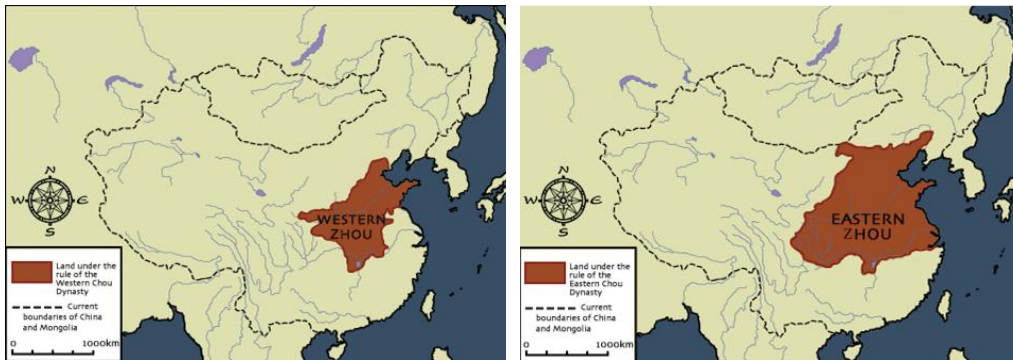 N
W E
S
WESTERN
ZHOU
Land under the
rule of the
Western Chou
Dynasty
Current
boundaries of China
and Mongolia
0 1000km
N
W E
S
EASTERN
ZHOU
Land under the
rule of the
Eastern Chou
Dynasty
Current
boundaries of China
and Mongolia
0 1000km